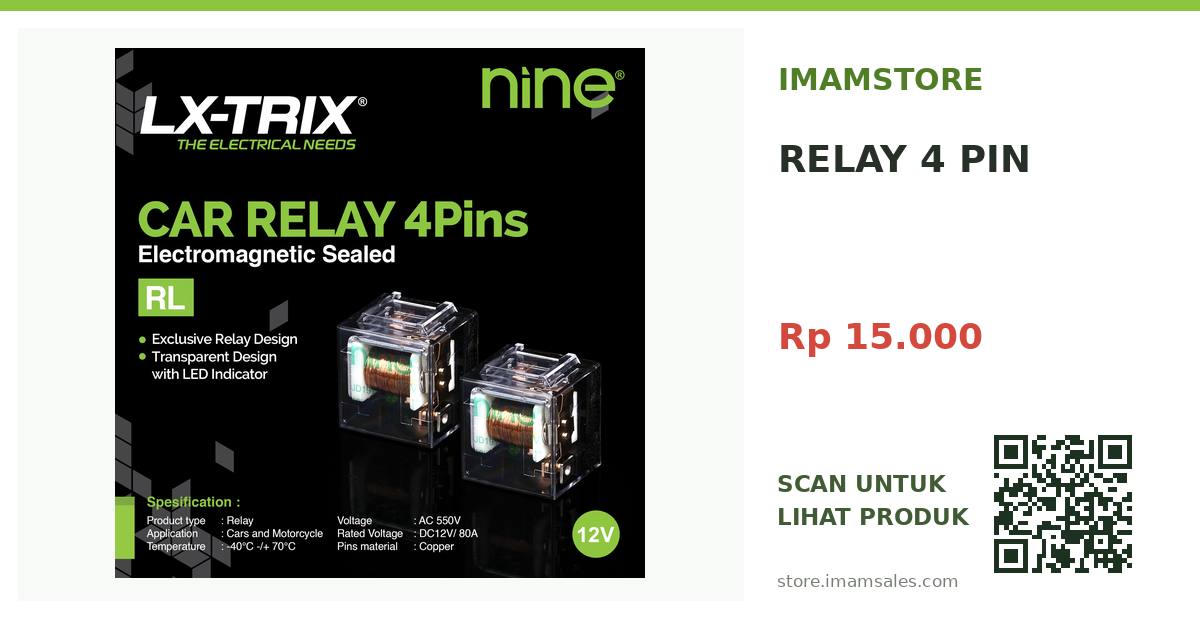 LX-TRIX®
THE ELECTRICAL NEEDS
nine®
CAR RELAY 4Pins
Electromagnetic Sealed
RL
• Exclusive Relay Design
• Transparent Design
with LED Indicator
Spesification :
Product type : Relay
Application : Cars and Motorcycle
Temperature : -40°C -/+ 70°C
Voltage : AC 550V
Rated Voltage : DC12V/ 80A
Pins material : Copper
12V
IMAMSTORE
RELAY 4 PIN
Rp 15.000
SCAN UNTUK
LIHAT PRODUK
store.imamsales.com